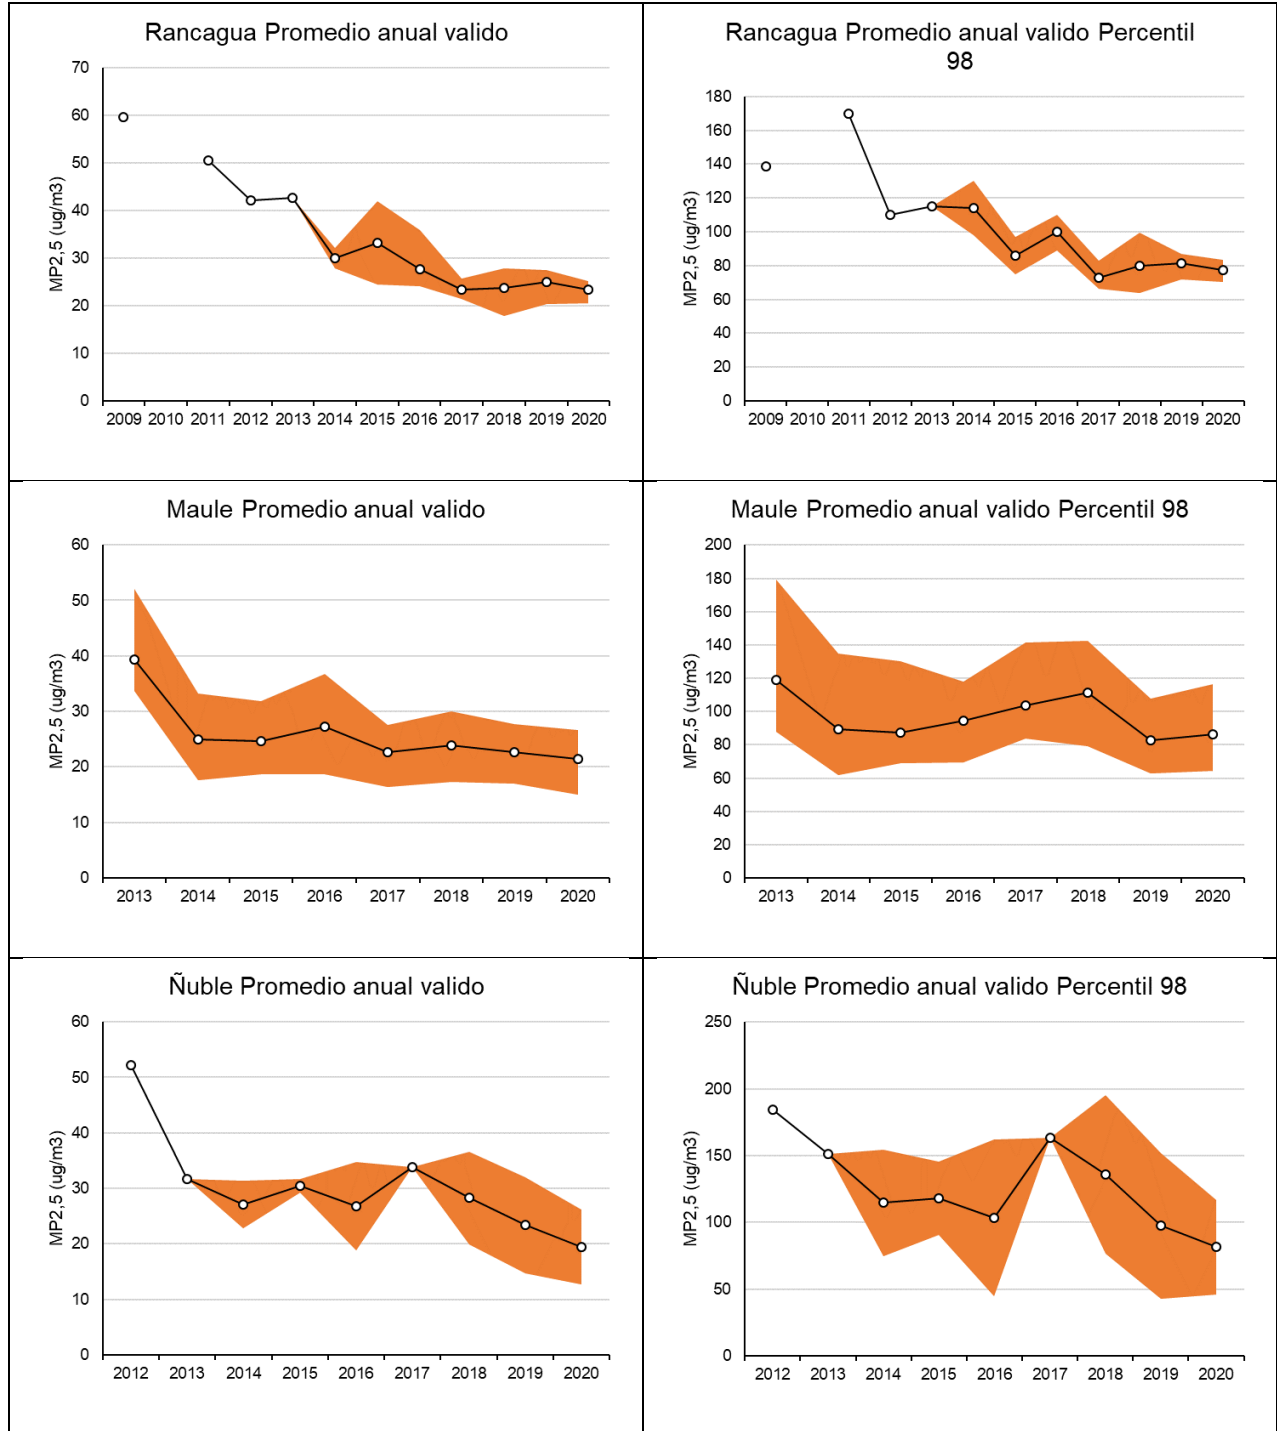 Rancagua Promedio anual valido
MP2,5 (ug/m3)
70
60
50
40
30
20
10
0
2009 2010 2011 2012 2013 2014 2015 2016 2017 2018 2019 2020
Rancagua Promedio anual valido Percentil
98
MP2,5 (ug/m3)
180
160
140
120
100
80
60
40
20
0
2009 2010 2011 2012 2013 2014 2015 2016 2017 2018 2019 2020
Maule Promedio anual valido
MP2,5 (ug/m3)
60
50
40
30
20
10
0
2013 2014 2015 2016 2017 2018 2019 2020
Maule Promedio anual valido Percentil 98
MP2,5 (ug/m3)
200
180
160
140
120
100
80
60
40
20
0
2013 2014 2015 2016 2017 2018 2019 2020
Ñuble Promedio anual valido
MP2,5 (ug/m3)
60
50
40
30
20
10
0
2012 2013 2014 2015 2016 2017 2018 2019 2020
Ñuble Promedio anual valido Percentil 98
MP2,5 (ug/m3)
250
200
150
100
50
0
2012 2013 2014 2015 2016 2017 2018 2019 2020